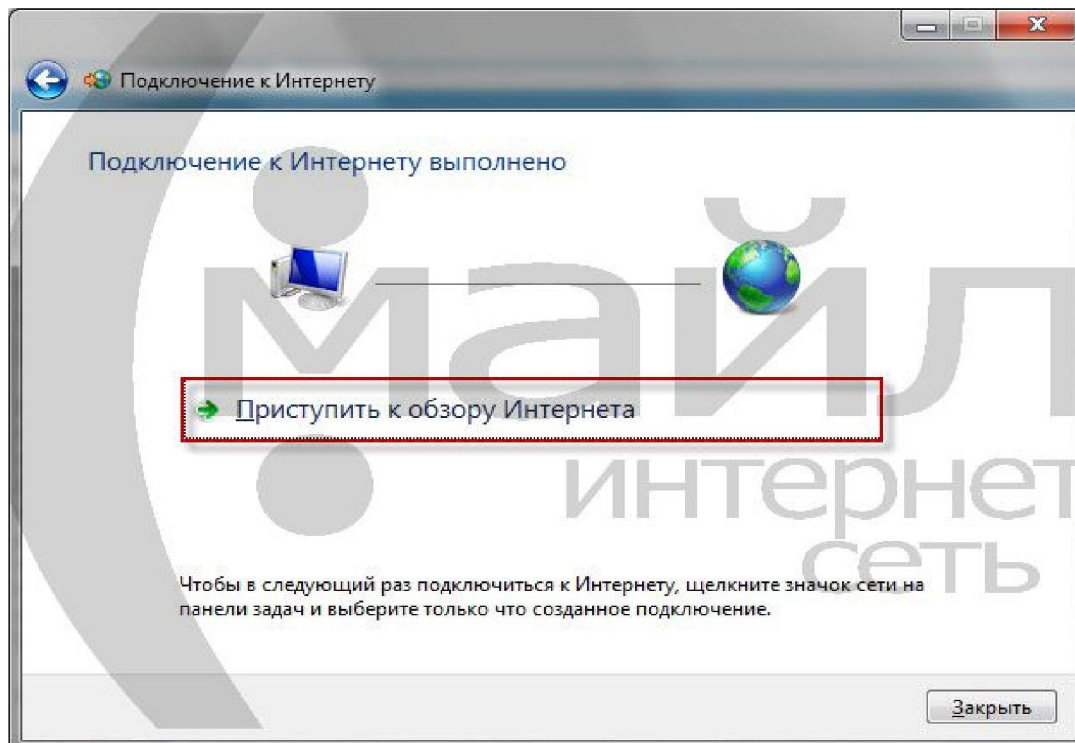 Подключение к Интернету
Подключение к Интернету выполнено
майл
Приступить к обзору Интернета
интернет
сеть
Чтобы в следующий раз подключиться к Интернету, щелкните значок сети на
панели задач и выберите только что созданное подключение.
Закрыть